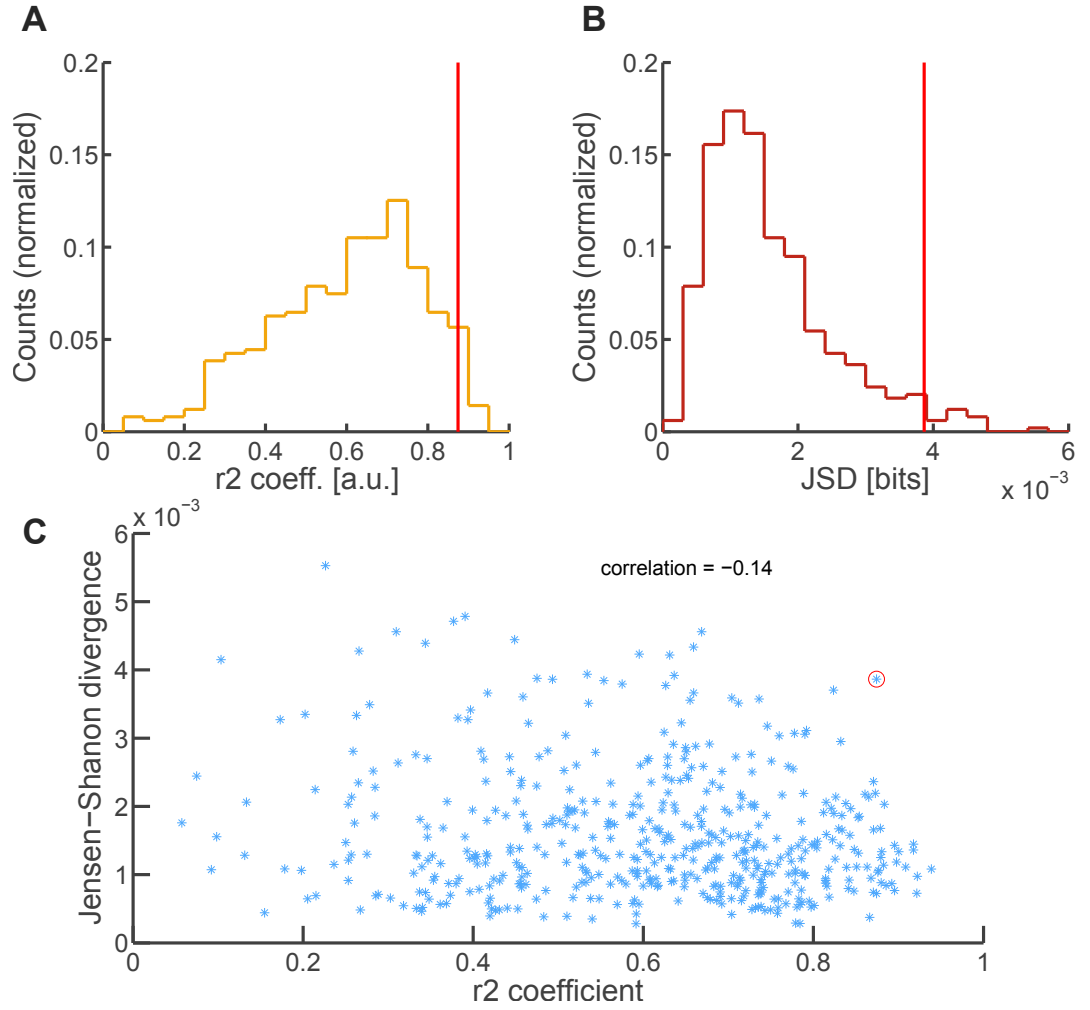 A
B
0.2
0.15
0.1
0.05
0
Counts (normalized)
0
0.2
0.4
0.6
0.8
1
r2 coeff. [a.u.]
0.2
0.15
0.1
0.05
0
Counts (normalized)
0
2
4
6
JSD [bits]
x 10⁻³
C
x 10⁻³
6
5
4
3
2
1
0
Jensen−Shanon divergence
correlation = −0.14
0
0.2
0.4
0.6
0.8
1
r2 coefficient